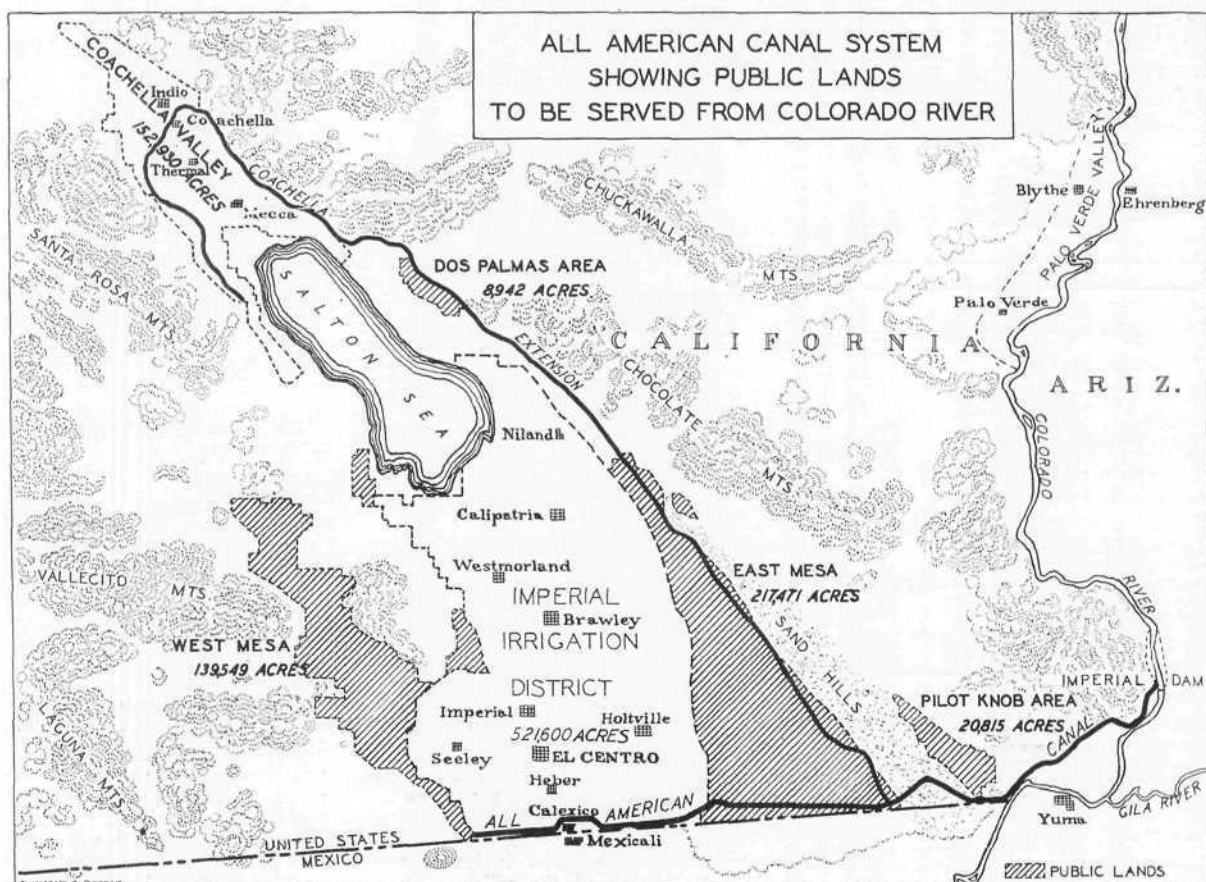 ALL AMERICAN CANAL SYSTEM
SHOWING PUBLIC LANDS
TO BE SERVED FROM COLORADO RIVER
COACHELLA VALLEY
152,930 ACRES
Indio
Coachella
Thermal
Mecca
COACHELLA
EXTENSION
SANTA ROSA
MTS.
SALTON SEA
DOS PALMAS AREA
8,942 ACRES
CHUCKAWALLA
MTS.
CALIFORNIA
ARIZ.
Blythe
Ehrenberg
PALO VERDE VALLEY
Palo Verde
CHOCOLATE
MTS.
COLORADO
RIVER
Niland
Calipatria
Westmorland
IMPERIAL
Brawley
IRRIGATION
DISTRICT
Imperial
Holtville
521,600 ACRES
Seeley
EL CENTRO
Heber
Calexico
ALL AMERICAN
CANAL
Mexicali
VALLECITO
MTS
WEST MESA
139,549 ACRES
LAGUNA MTS.
EAST MESA
217,471 ACRES
SAND HILLS
PILOT KNOB AREA
20,815 ACRES
IMPERIAL DAM
Yuma
GILA RIVER
UNITED STATES
MEXICO
PUBLIC LANDS